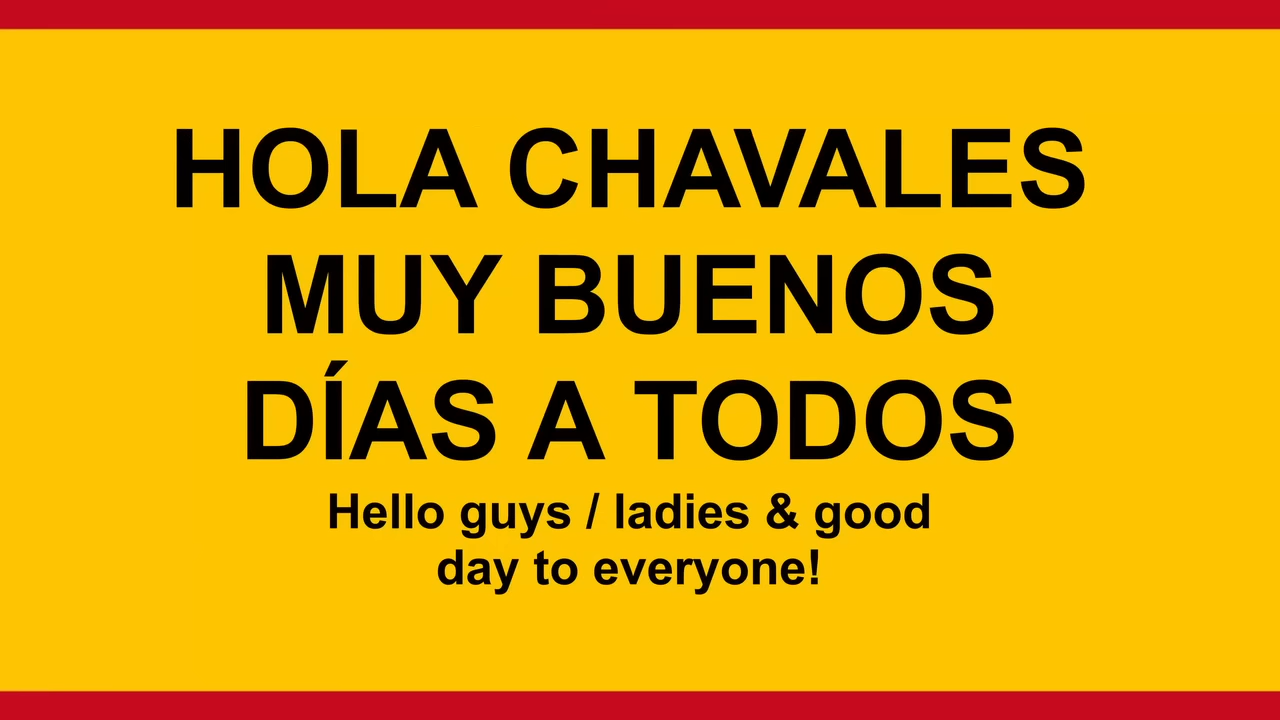 HOLA CHAVALES
MUY BUENOS
DÍAS A TODOS
Hello guys / ladies & good
day to everyone!